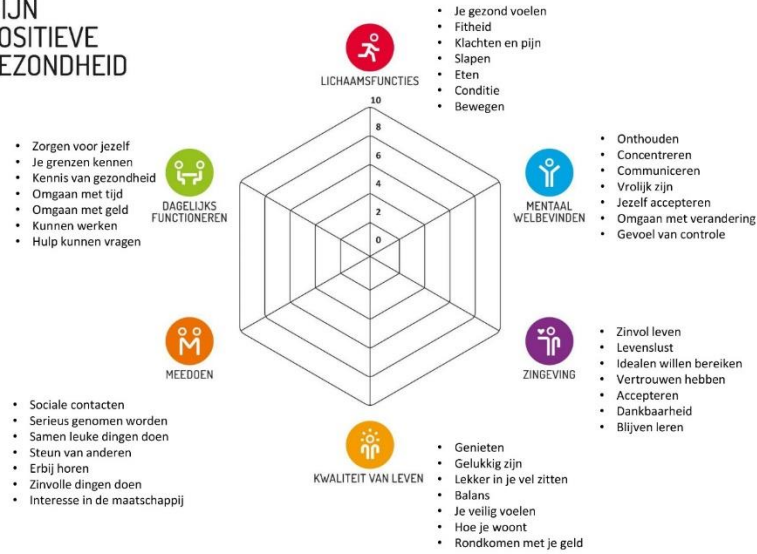 IJN
OSITIEVE
EZONDHEID
LICHAAMSFUNCTIES
• Je gezond voelen
• Fitheid
• Klachten en pijn
• Slapen
• Eten
• Conditie
• Bewegen
10
8
6
4
2
0
MENTAAL
WELBEVINDEN
• Onthouden
• Concentreren
• Communiceren
• Vrolijk zijn
• Jezelf accepteren
• Omgaan met verandering
• Gevoel van controle
ZINGEVING
• Zinvol leven
• Levenslust
• Idealen willen bereiken
• Vertrouwen hebben
• Accepteren
• Dankbaarheid
• Blijven leren
KWALITEIT VAN LEVEN
• Genieten
• Gelukkig zijn
• Lekker in je vel zitten
• Balans
• Je veilig voelen
• Hoe je woont
• Rondkomen met je geld
MEEDOEN
• Sociale contacten
• Serieus genomen worden
• Samen leuke dingen doen
• Steun van anderen
• Erbij horen
• Zinvolle dingen doen
• Interesse in de maatschappij
DAGELIJKS
FUNCTIONEREN
• Zorgen voor jezelf
• Je grenzen kennen
• Kennis van gezondheid
• Omgaan met tijd
• Omgaan met geld
• Kunnen werken
• Hulp kunnen vragen